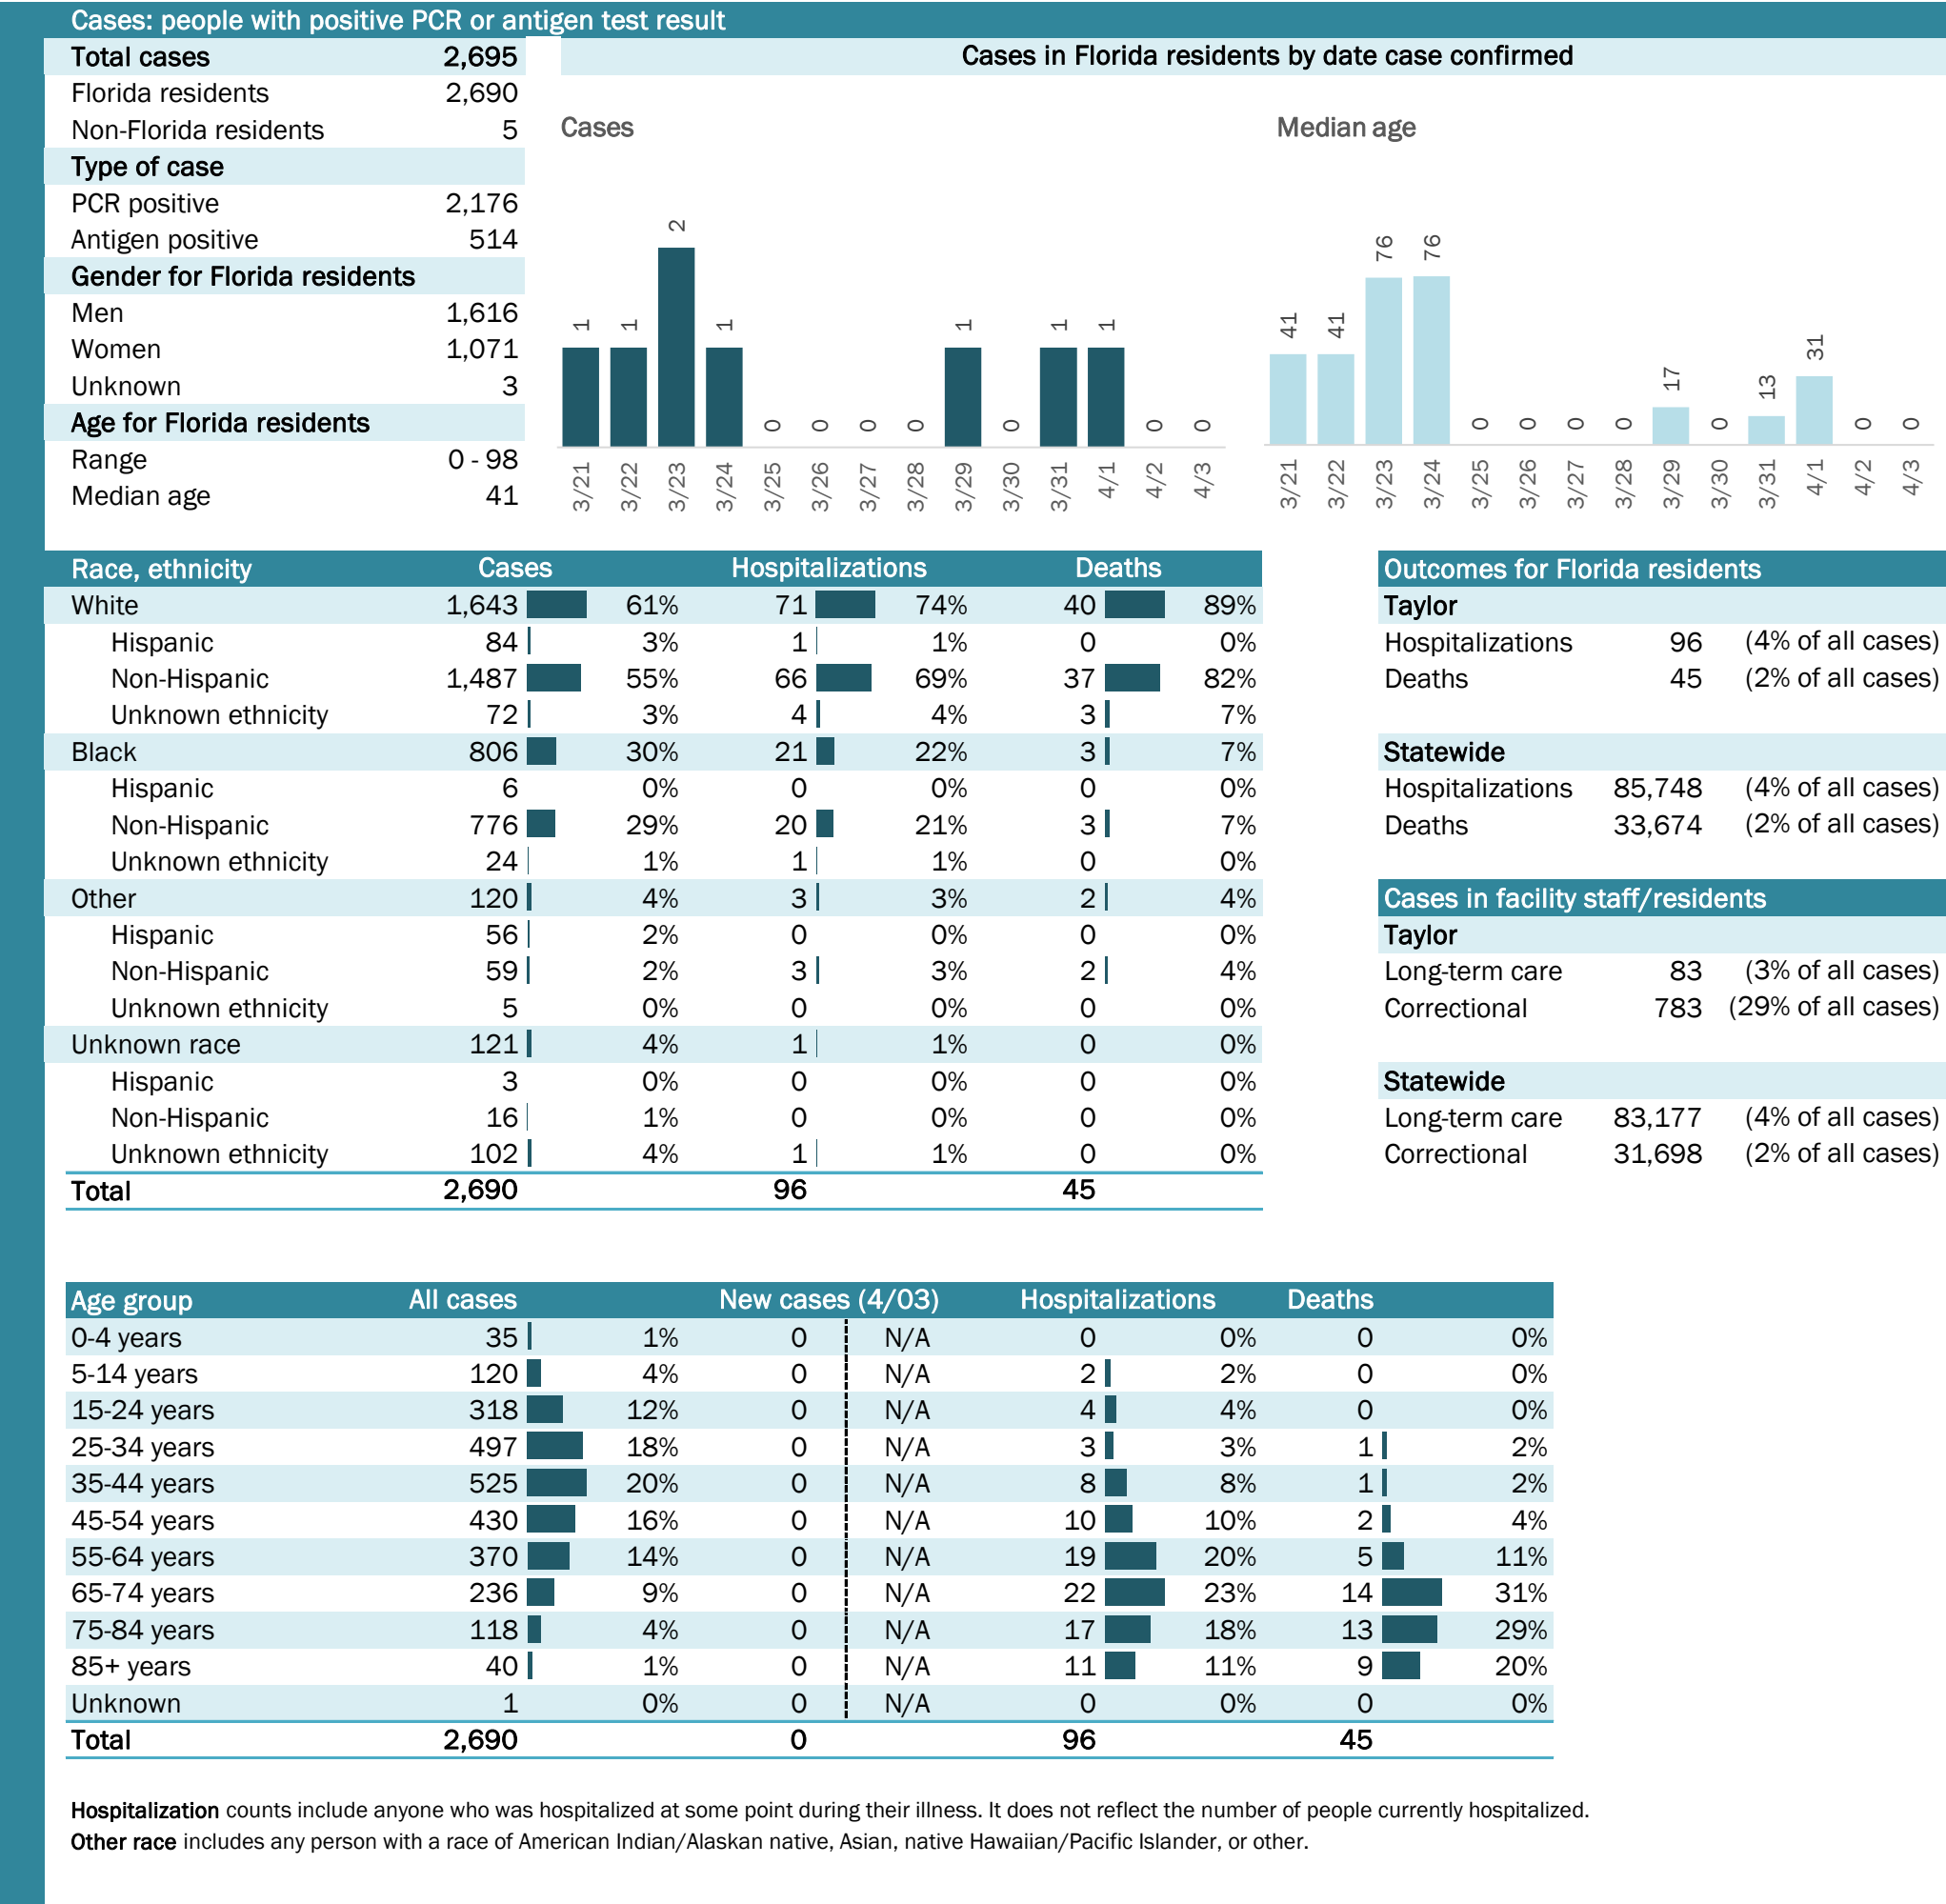 Cases: people with positive PCR or antigen test result
Total cases 2,695
Florida residents 2,690
Non-Florida residents 5
Type of case
PCR positive 2,176
Antigen positive 514
Gender for Florida residents
Men 1,616
Women 1,071
Unknown 3
Age for Florida residents
Range 0 - 98
Median age 41
Cases in Florida residents by date case confirmed
Cases
1 1 2 1 0 0 0 0 1 0 1 1 0 0
3/21 3/22 3/23 3/24 3/25 3/26 3/27 3/28 3/29 3/30 3/31 4/1 4/2 4/3
Median age
41 41 76 76 0 0 0 0 17 0 13 31 0 0
3/21 3/22 3/23 3/24 3/25 3/26 3/27 3/28 3/29 3/30 3/31 4/1 4/2 4/3
Race, ethnicity Cases Hospitalizations Deaths
White 1,643 61% 71 74% 40 89%
Hispanic 84 3% 1 1% 0 0%
Non-Hispanic 1,487 55% 66 69% 37 82%
Unknown ethnicity 72 3% 4 4% 3 7%
Black 806 30% 21 22% 3 7%
Hispanic 6 0% 0 0% 0 0%
Non-Hispanic 776 29% 20 21% 3 7%
Unknown ethnicity 24 1% 1 1% 0 0%
Other 120 4% 3 3% 2 4%
Hispanic 56 2% 0 0% 0 0%
Non-Hispanic 59 2% 3 3% 2 4%
Unknown ethnicity 5 0% 0 0% 0 0%
Unknown race 121 4% 1 1% 0 0%
Hispanic 3 0% 0 0% 0 0%
Non-Hispanic 16 1% 0 0% 0 0%
Unknown ethnicity 102 4% 1 1% 0 0%
Total 2,690 96 45
Outcomes for Florida residents
Taylor
Hospitalizations 96 (4% of all cases)
Deaths 45 (2% of all cases)
Statewide
Hospitalizations 85,748 (4% of all cases)
Deaths 33,674 (2% of all cases)
Cases in facility staff/residents
Taylor
Long-term care 83 (3% of all cases)
Correctional 783 (29% of all cases)
Statewide
Long-term care 83,177 (4% of all cases)
Correctional 31,698 (2% of all cases)
Age group All cases New cases (4/03) Hospitalizations Deaths
0-4 years 35 1% 0 N/A 0 0% 0 0%
5-14 years 120 4% 0 N/A 2 2% 0 0%
15-24 years 318 12% 0 N/A 4 4% 0 0%
25-34 years 497 18% 0 N/A 3 3% 1 2%
35-44 years 525 20% 0 N/A 8 8% 1 2%
45-54 years 430 16% 0 N/A 10 10% 2 4%
55-64 years 370 14% 0 N/A 19 20% 5 11%
65-74 years 236 9% 0 N/A 22 23% 14 31%
75-84 years 118 4% 0 N/A 17 18% 13 29%
85+ years 40 1% 0 N/A 11 11% 9 20%
Unknown 1 0% 0 N/A 0 0% 0 0%
Total 2,690 0 96 45
Hospitalization counts include anyone who was hospitalized at some point during their illness. It does not reflect the number of people currently hospitalized.
Other race includes any person with a race of American Indian/Alaskan native, Asian, native Hawaiian/Pacific Islander, or other.